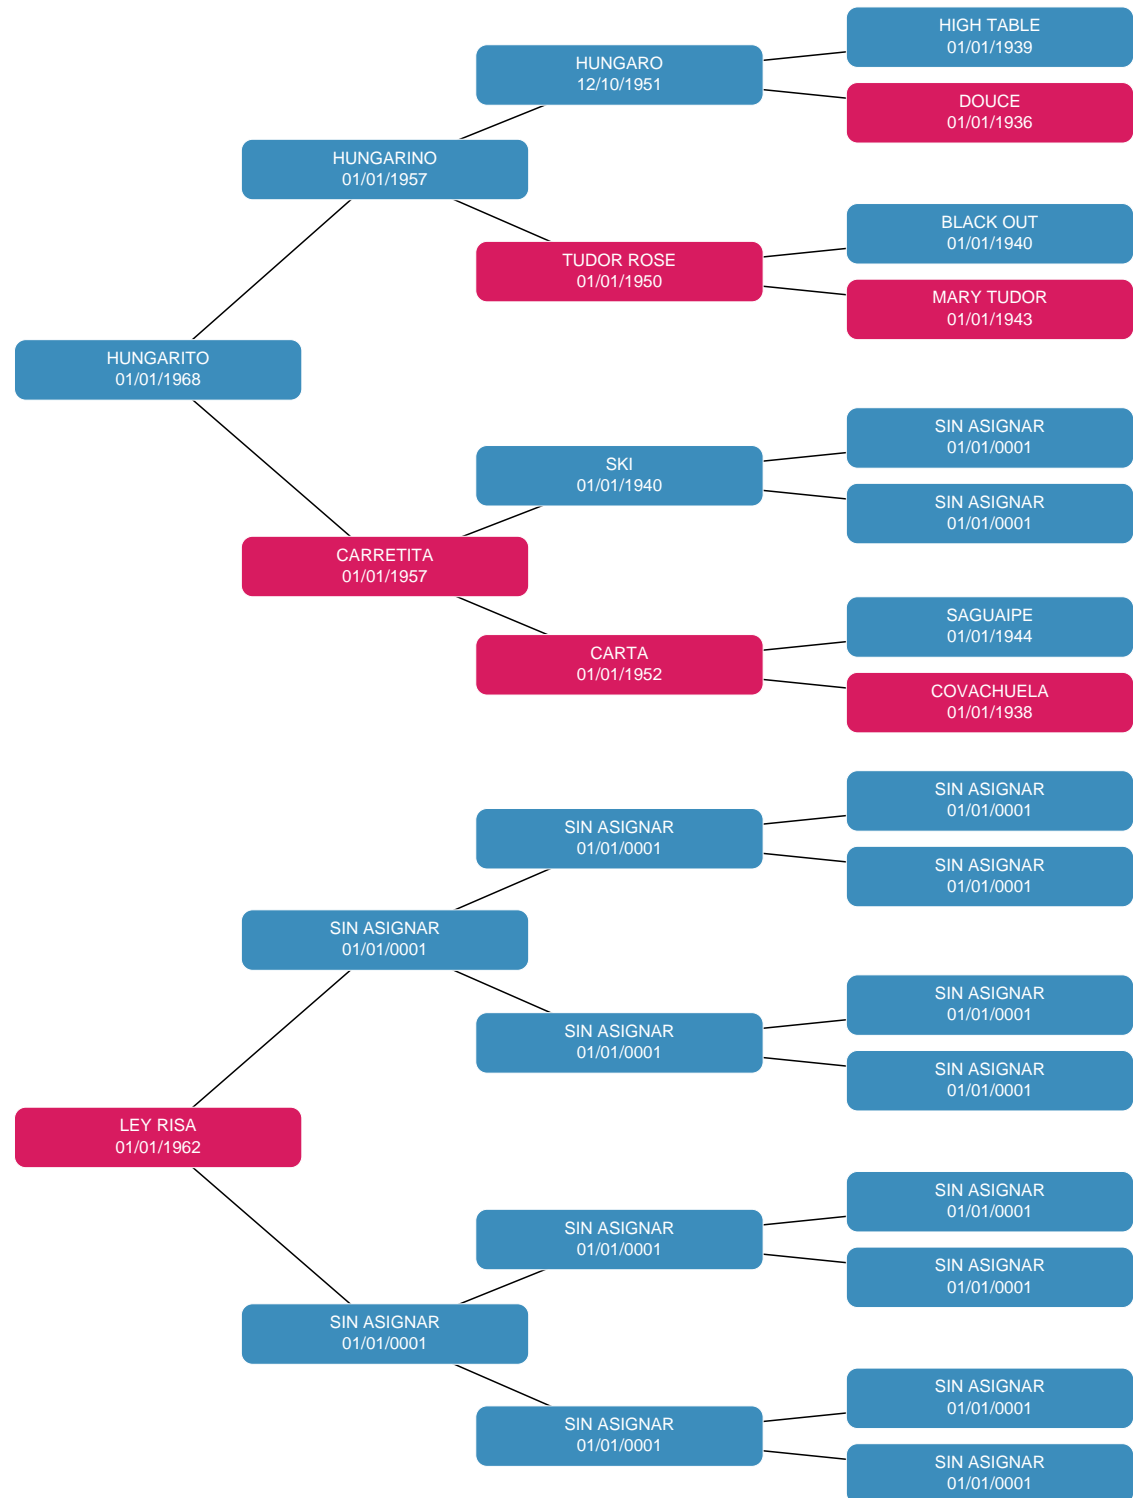 HIGH TABLE
01/01/1939
HUNGARO
12/10/1951
DOUCE
01/01/1936
HUNGARINO
01/01/1957
BLACK OUT
01/01/1940
TUDOR ROSE
01/01/1950
MARY TUDOR
01/01/1943
HUNGARITO
01/01/1968
SIN ASIGNAR
01/01/0001
SKI
01/01/1940
SIN ASIGNAR
01/01/0001
CARRETITA
01/01/1957
SAGUAIPE
01/01/1944
CARTA
01/01/1952
COVACHUELA
01/01/1938
SIN ASIGNAR
01/01/0001
SIN ASIGNAR
01/01/0001
SIN ASIGNAR
01/01/0001
SIN ASIGNAR
01/01/0001
SIN ASIGNAR
01/01/0001
SIN ASIGNAR
01/01/0001
SIN ASIGNAR
01/01/0001
LEY RISA
01/01/1962
SIN ASIGNAR
01/01/0001
SIN ASIGNAR
01/01/0001
SIN ASIGNAR
01/01/0001
SIN ASIGNAR
01/01/0001
SIN ASIGNAR
01/01/0001
SIN ASIGNAR
01/01/0001
SIN ASIGNAR
01/01/0001